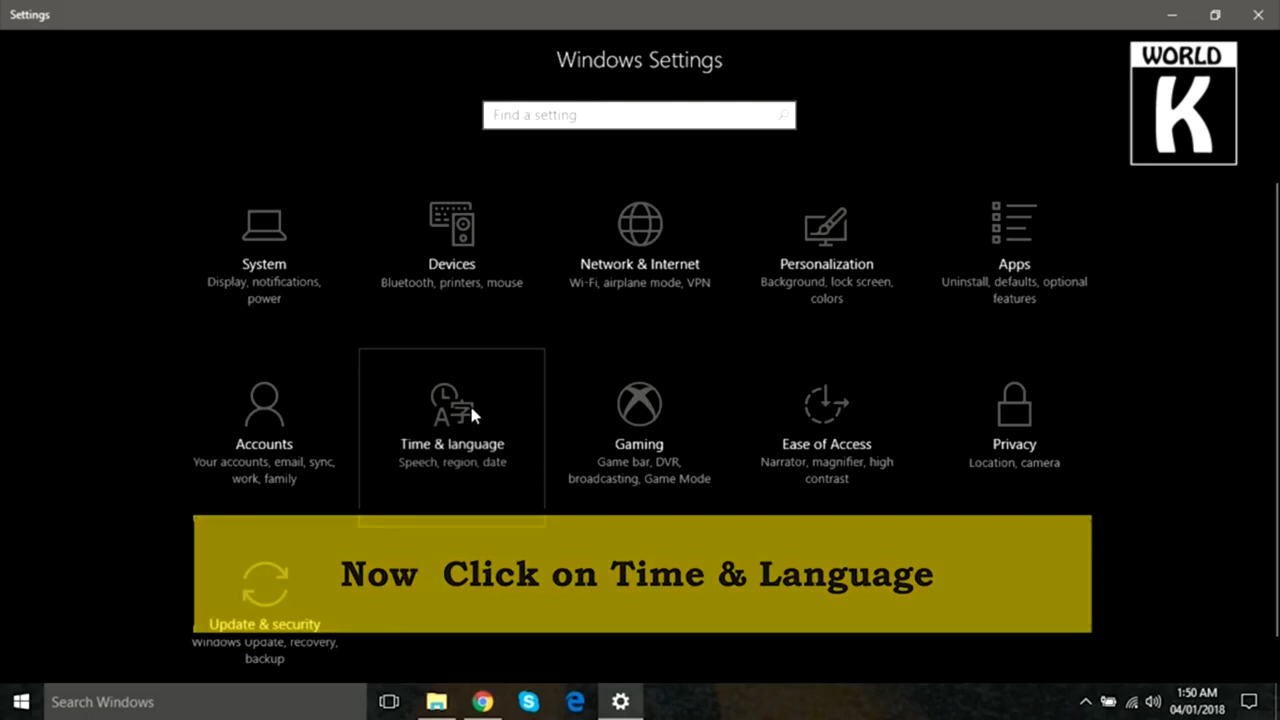 Settings
Windows Settings
WORLD
K
Find a setting
System
Display, notifications,
power
Devices
Bluetooth, printers, mouse
Network & Internet
Wi-Fi, airplane mode, VPN
Personalization
Background, lock screen,
colors
Apps
Uninstall, defaults, optional
features
Accounts
Your accounts, email, sync,
work, family
Time & language
Speech, region, date
Gaming
Game bar, DVR,
broadcasting, Game Mode
Ease of Access
Narrator, magnifier, high
contrast
Privacy
Location, camera
Now Click on Time & Language
Update & security
Windows Update, recovery,
backup
Search Windows
1:50 AM
04/01/2018